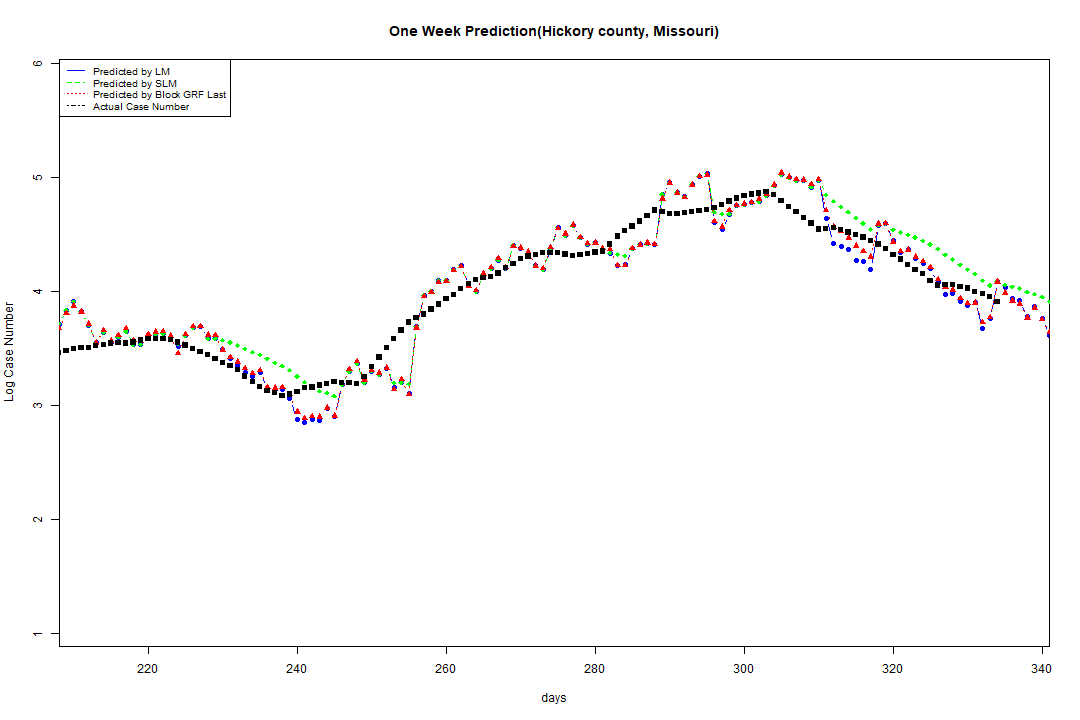 One Week Prediction(Hickory county, Missouri)
Predicted by LM
Predicted by SLM
Predicted by Block GRF Last
Actual Case Number
Log Case Number
6
5
4
3
2
1
220 240 260 280 300 320 340
days